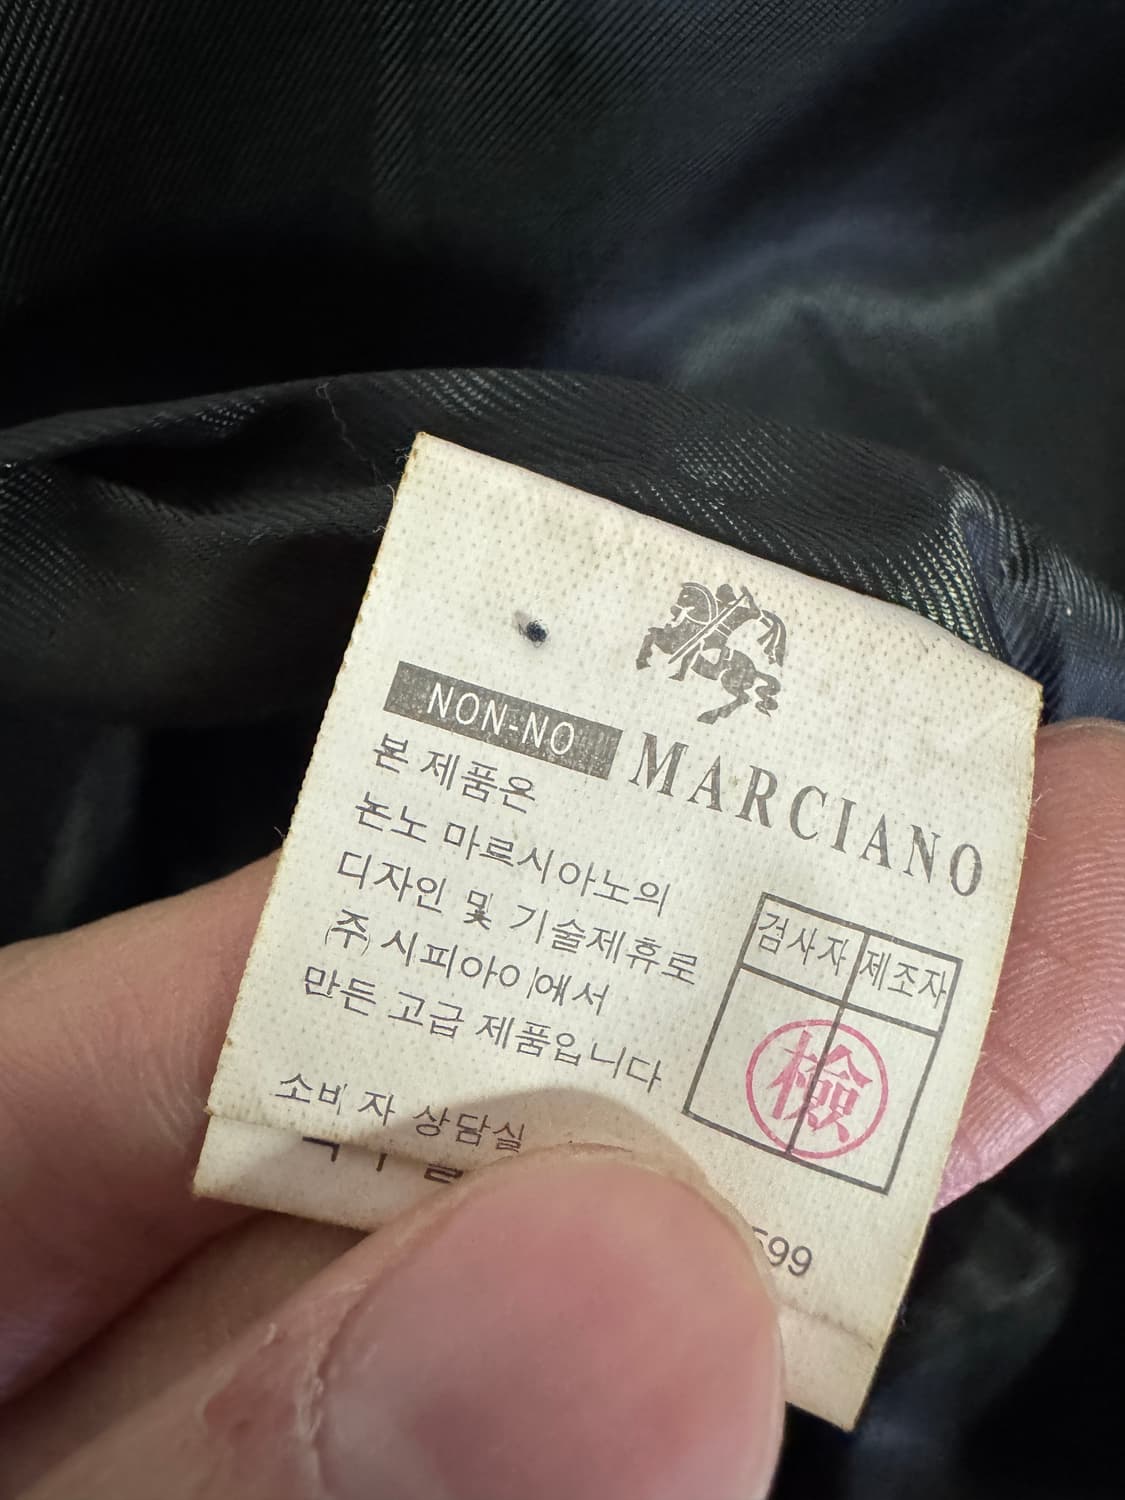 NON-NO MARCIANO
본 제품은
논노 마르시아노의
디자인 및 기술제휴로
㈜ 시피아이에서
만든 고급 제품입니다
검사자 제조자
檢
소비자 상담실
599